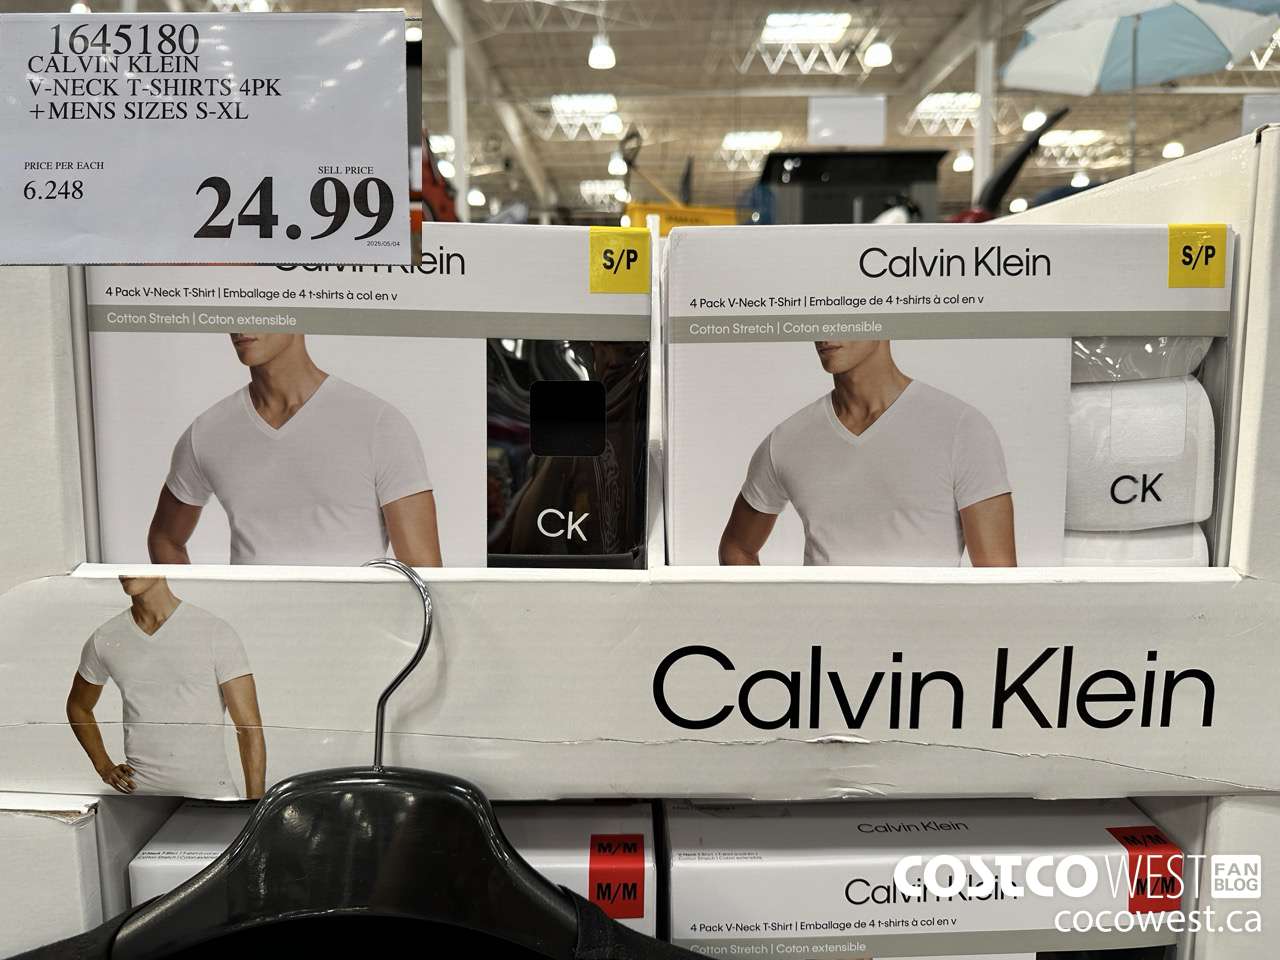 1645180
CALVIN KLEIN
V-NECK T-SHIRTS 4PK
+MENS SIZES S-XL
PRICE PER EACH
6.248
SELL PRICE
24.99
2025/05/04
Calvin Klein
S/P
4 Pack V-Neck T-Shirt | Emballage de 4 t-shirts à col en v
Cotton Stretch | Coton extensible
CK
Calvin Klein
S/P
4 Pack V-Neck T-Shirt | Emballage de 4 t-shirts à col en v
Cotton Stretch | Coton extensible
CK
Calvin Klein
CK
M/M
M/M
Calvin Klein
M/M
Calvin Klein
M/M
4 Pack V-Neck T-Shirt | Emballage de 4 t-shirts à col en v
Cotton Stretch | Coton extensible
COSTCO WEST FAN BLOG
cocowest.ca